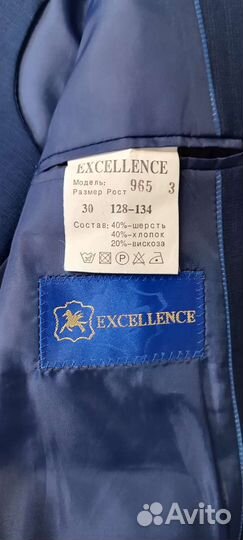 EXCELLENCE
Модель: 965 3
Размер Рост
30 128-134
Состав: 40%-шерсть
40%-хлопок
20%-вискоза
P
EXCELLENCE
Avito